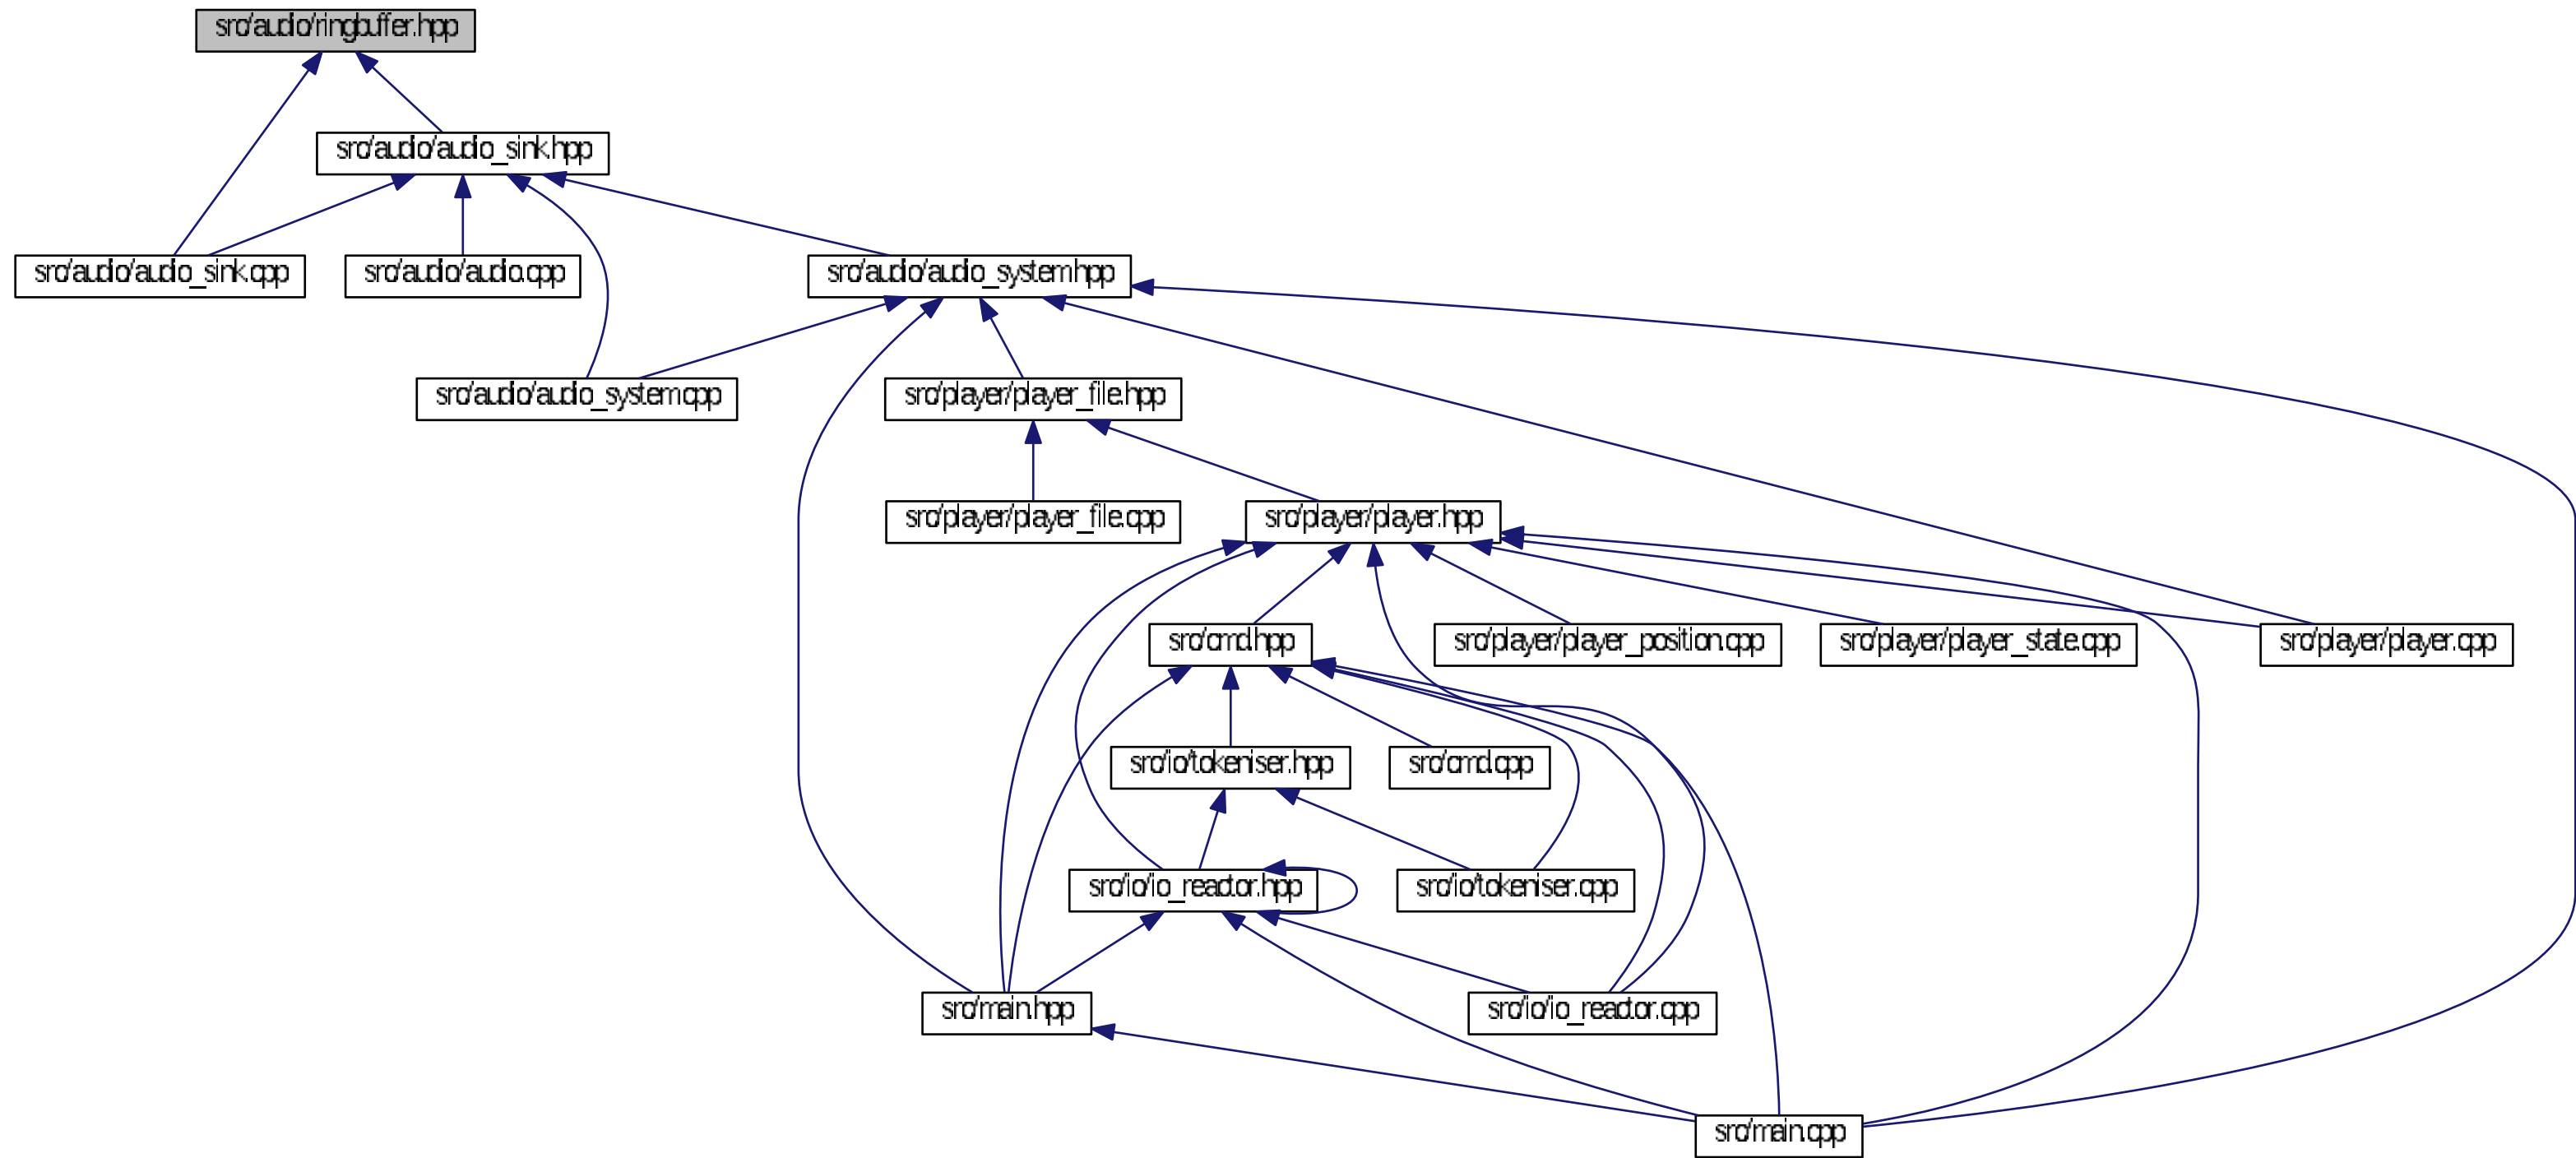 src/audio/ringbuffer.hpp
src/audio/audio_sink.hpp
src/audio/audio_sink.cpp
src/audio/audio.cpp
src/audio/audio_system.hpp
src/audio/audio_system.cpp
src/player/player_file.hpp
src/player/player_file.cpp
src/player/player.hpp
src/cmd.hpp
src/player/player_position.cpp
src/player/player_state.cpp
src/player/player.cpp
src/io/tokeniser.hpp
src/cmd.cpp
src/io/io_reactor.hpp
src/io/tokeniser.cpp
src/main.hpp
src/io/io_reactor.cpp
src/main.cpp